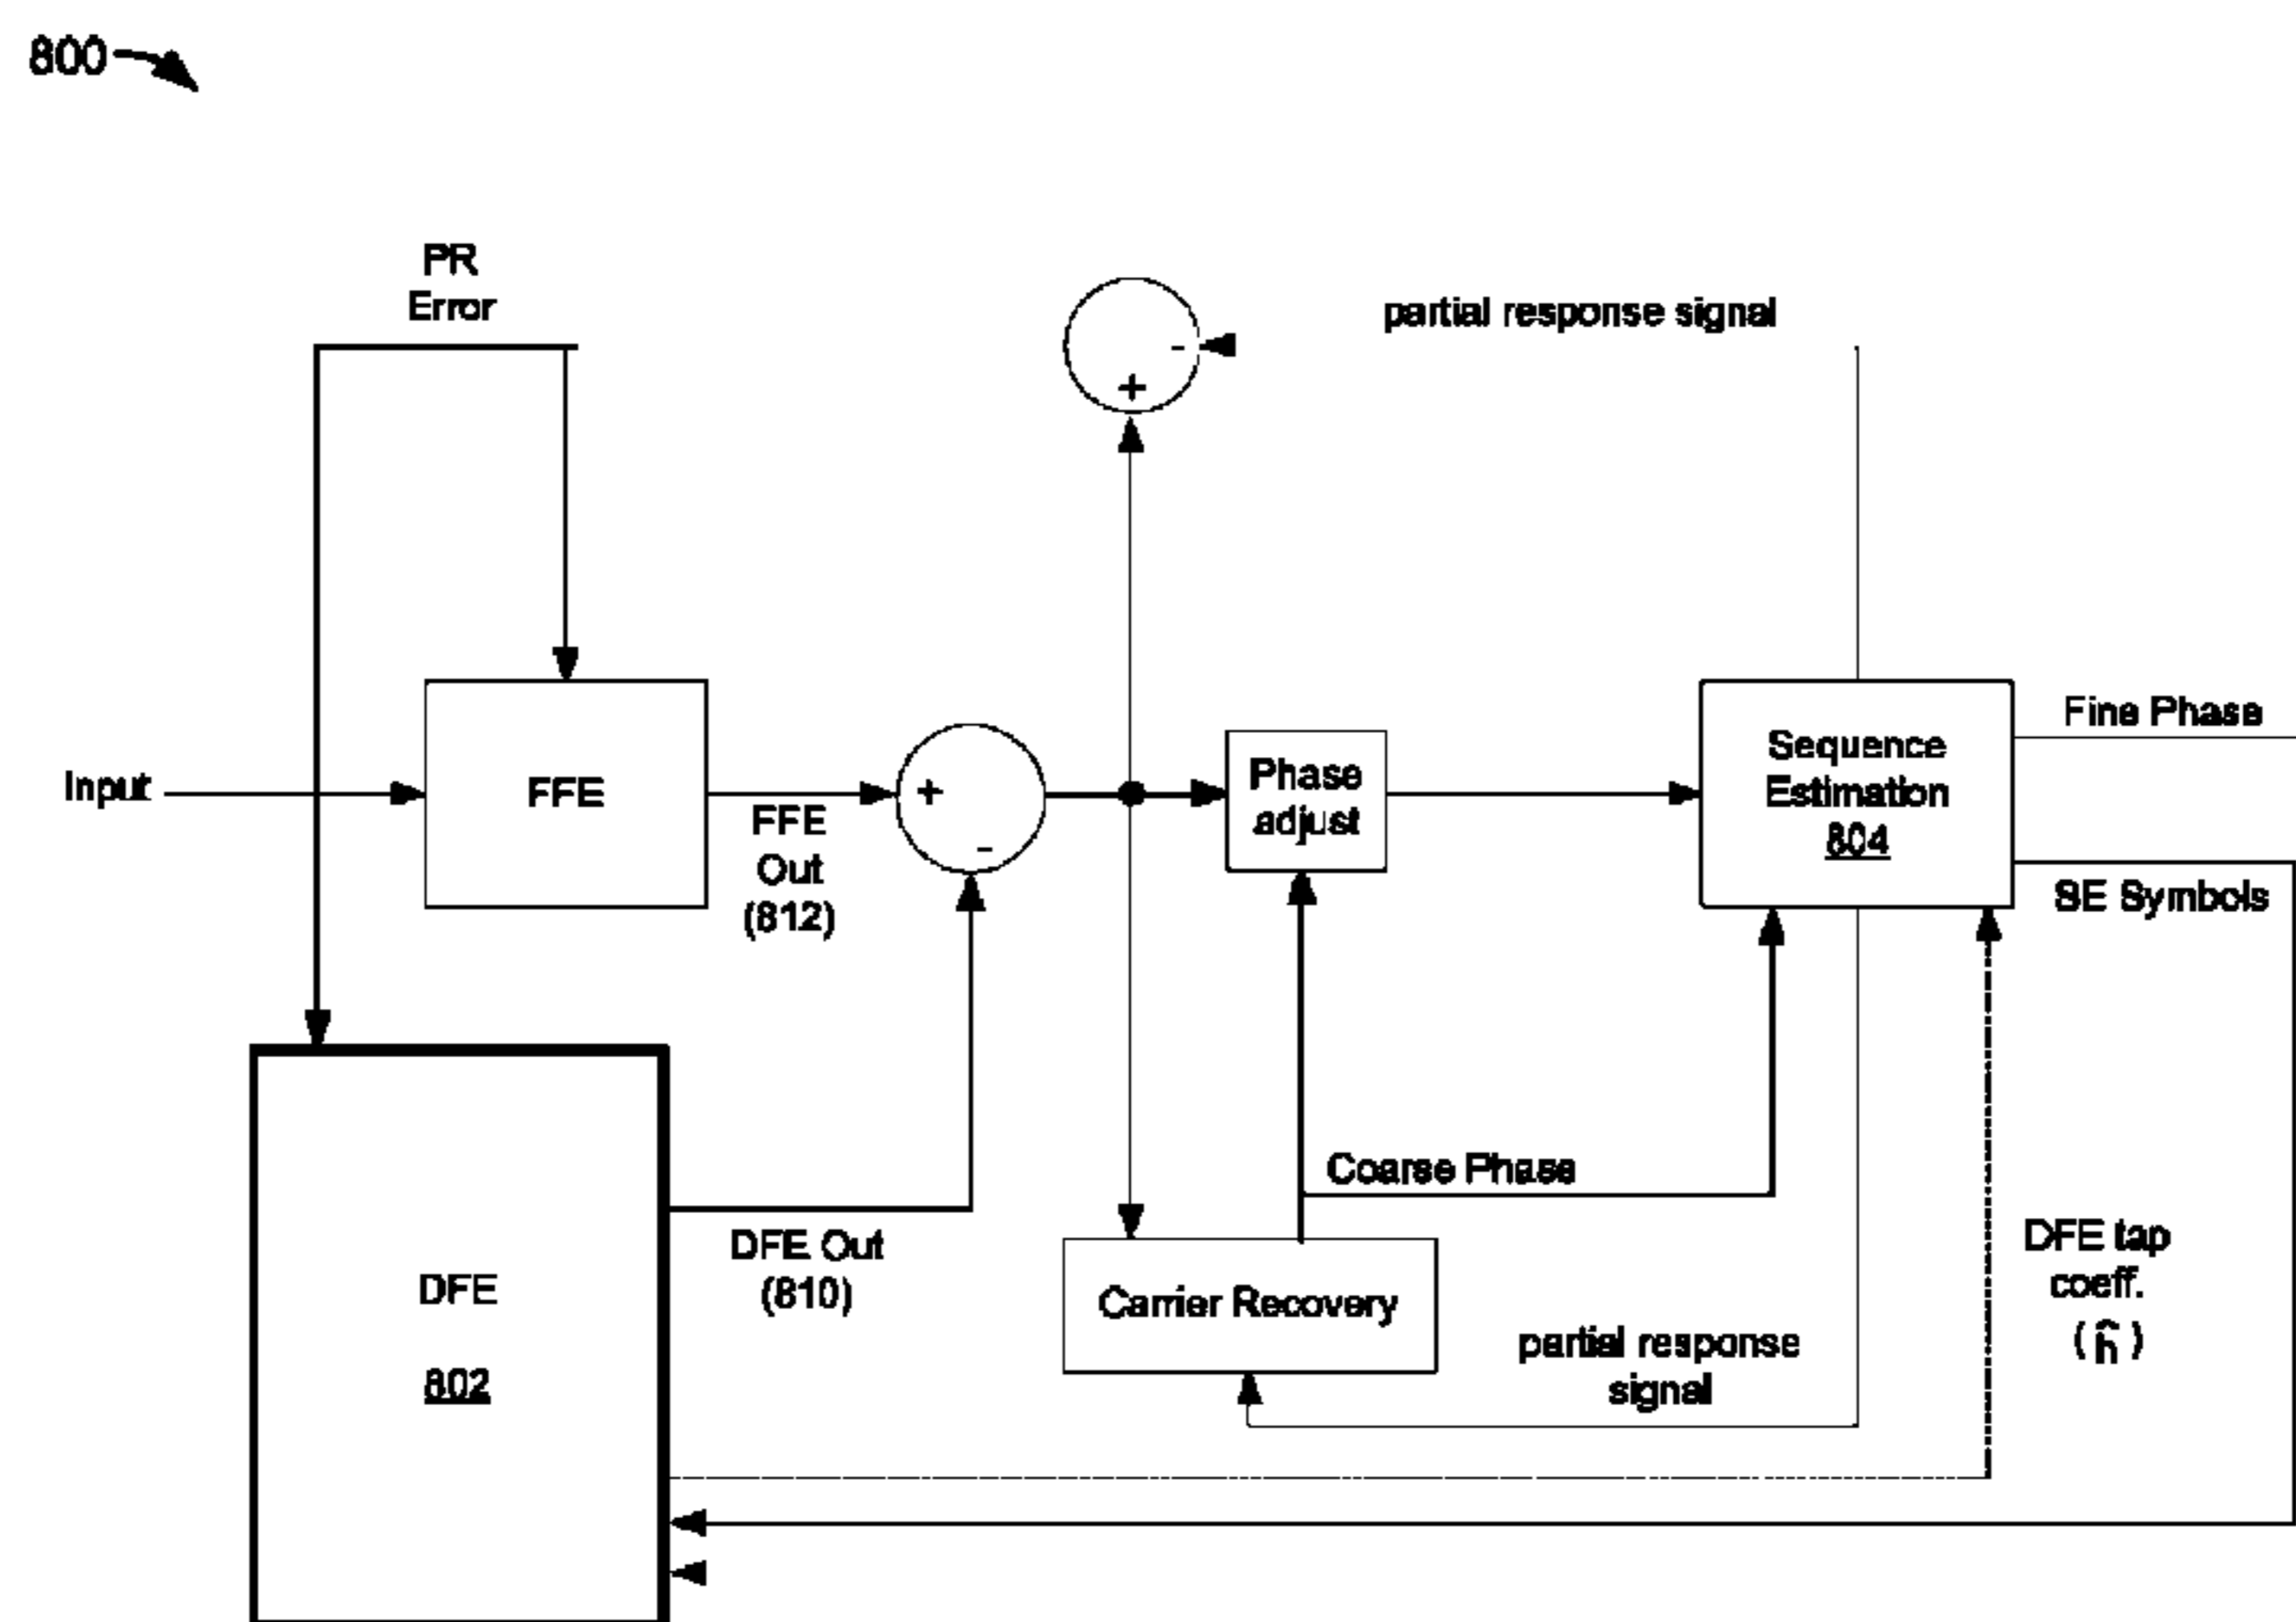 800
PR
Error
partial response signal
Input
FFE
FFE
Out
(812)
+
-
+
-
Phase
adjust
Sequence
Estimation
804
Fine Phase
SE Symbols
DFE
802
DFE Out
(810)
Coarse Phase
Carrier Recovery
partial response
signal
DFE tap
coeff.
(ĥ)